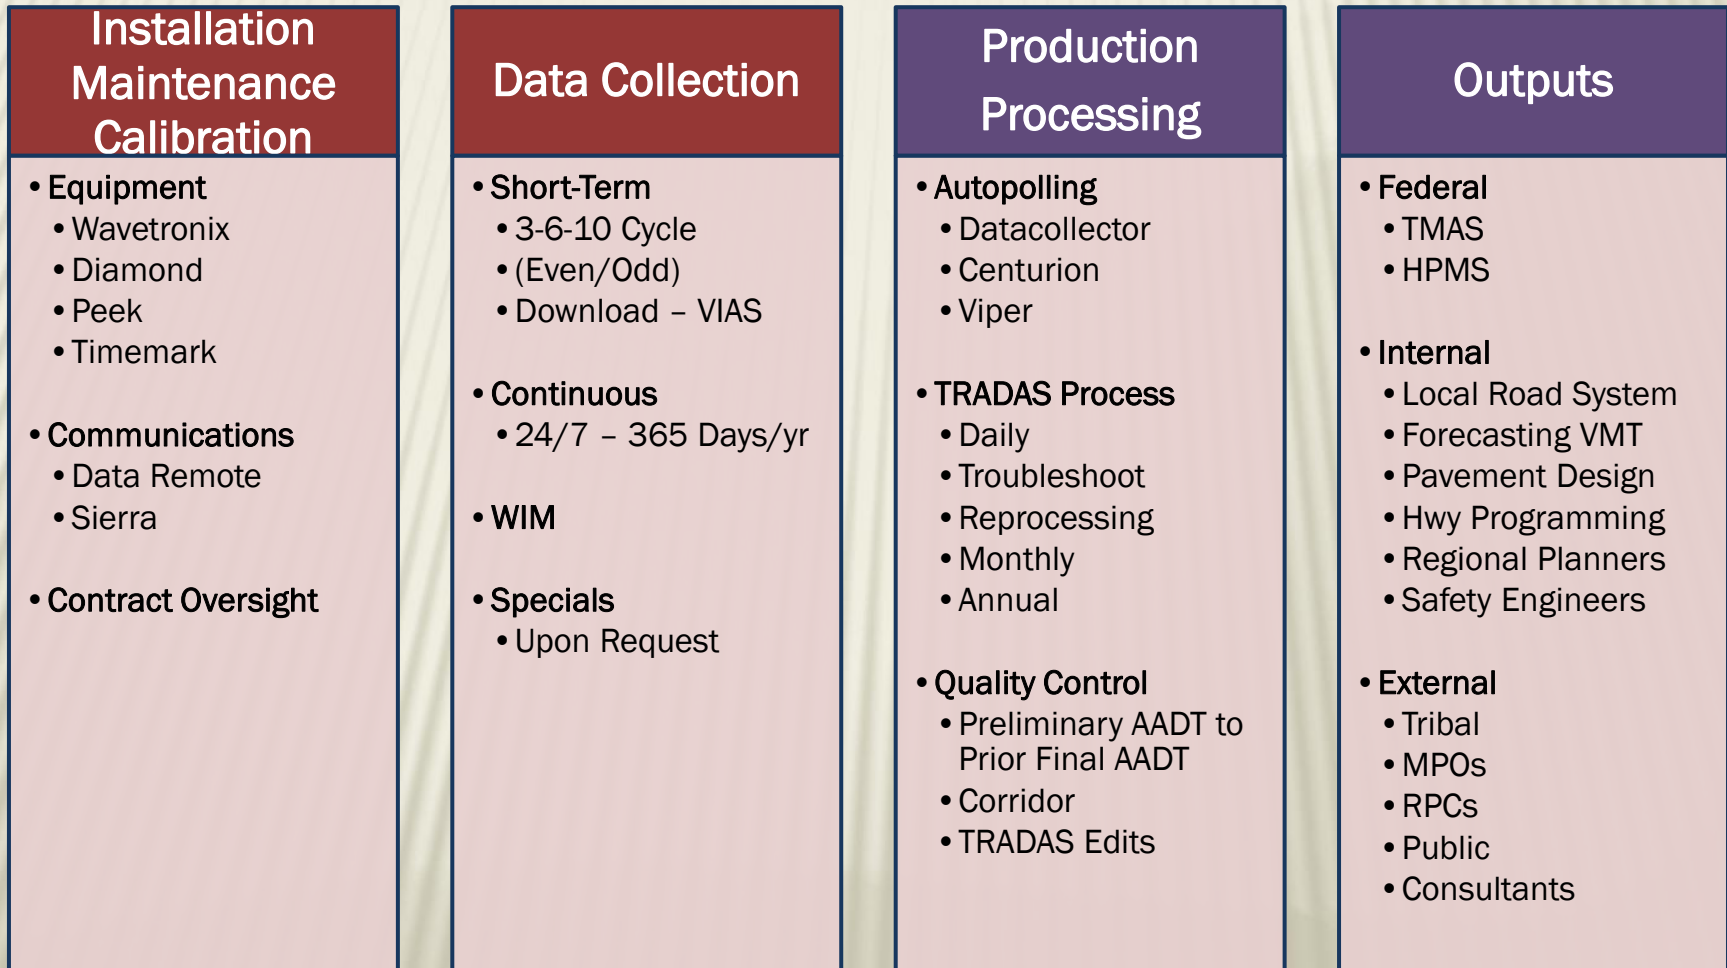 Installation
Maintenance
Calibration
• Equipment
• Wavetronix
• Diamond
• Peek
• Timemark
• Communications
• Data Remote
• Sierra
• Contract Oversight
Data Collection
• Short-Term
• 3-6-10 Cycle
• (Even/Odd)
• Download – VIAS
• Continuous
• 24/7 – 365 Days/yr
• WIM
• Specials
• Upon Request
Production
Processing
• Autopolling
• Datacollector
• Centurion
• Viper
• TRADAS Process
• Daily
• Troubleshoot
• Reprocessing
• Monthly
• Annual
• Quality Control
• Preliminary AADT to
Prior Final AADT
• Corridor
• TRADAS Edits
Outputs
• Federal
• TMAS
• HPMS
• Internal
• Local Road System
• Forecasting VMT
• Pavement Design
• Hwy Programming
• Regional Planners
• Safety Engineers
• External
• Tribal
• MPOs
• RPCs
• Public
• Consultants